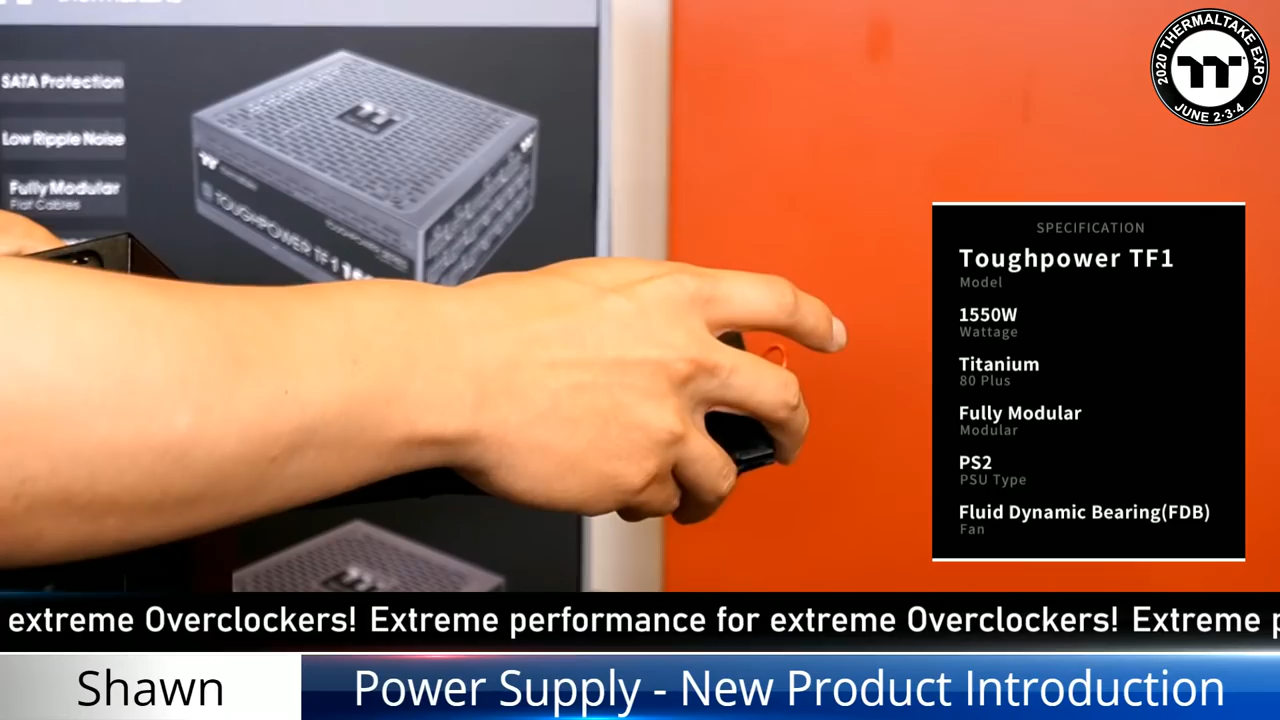 SATA Protection
Low Ripple Noise
Fully Modular
Flat Cables
TOUGHPOWER TF1
2020 THERMALTAKE EXPO
JUNE 2·3·4
SPECIFICATION
Toughpower TF1
Model
1550W
Wattage
Titanium
80 Plus
Fully Modular
Modular
PS2
PSU Type
Fluid Dynamic Bearing(FDB)
Fan
extreme Overclockers! Extreme performance for extreme Overclockers! Extreme
Shawn
Power Supply - New Product Introduction